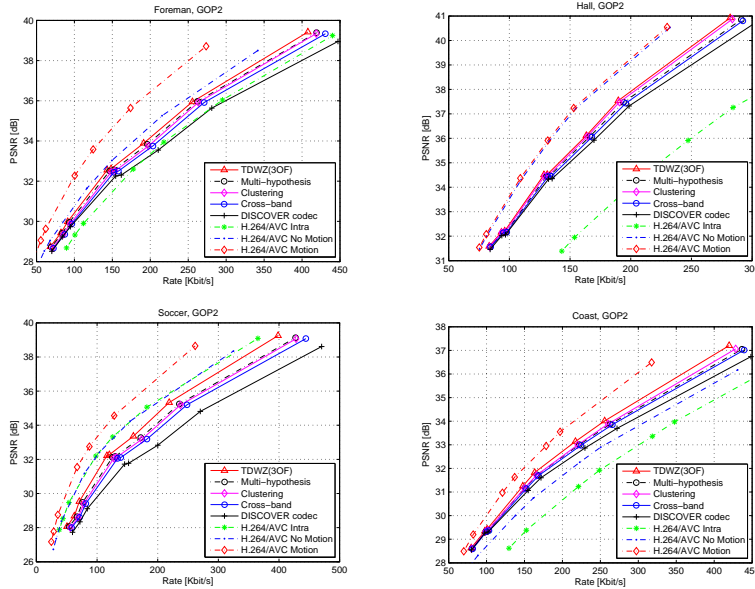 Foreman, GOP2
PSNR [dB]
40
38
36
34
32
30
28
50 100 150 200 250 300 350 400 450
Rate [Kbit/s]
TDWZ(3OF)
Multi−hypothesis
Clustering
Cross−band
DISCOVER codec
H.264/AVC Intra
H.264/AVC No Motion
H.264/AVC Motion
Hall, GOP2
PSNR [dB]
41
40
39
38
37
36
35
34
33
32
31
50 100 150 200 250 300
Rate [Kbit/s]
TDWZ(3OF)
Multi−hypothesis
Clustering
Cross−band
DISCOVER codec
H.264/AVC Intra
H.264/AVC No Motion
H.264/AVC Motion
Soccer, GOP2
PSNR [dB]
40
38
36
34
32
30
28
26
0 100 200 300 400 500
Rate [Kbit/s]
TDWZ(3OF)
Multi−hypothesis
Clustering
Cross−band
DISCOVER codec
H.264/AVC Intra
H.264/AVC No Motion
H.264/AVC Motion
Coast, GOP2
PSNR [dB]
38
37
36
35
34
33
32
31
30
29
28
50 100 150 200 250 300 350 400 450
Rate [Kbit/s]
TDWZ(3OF)
Multi−hypothesis
Clustering
Cross−band
DISCOVER codec
H.264/AVC Intra
H.264/AVC No Motion
H.264/AVC Motion